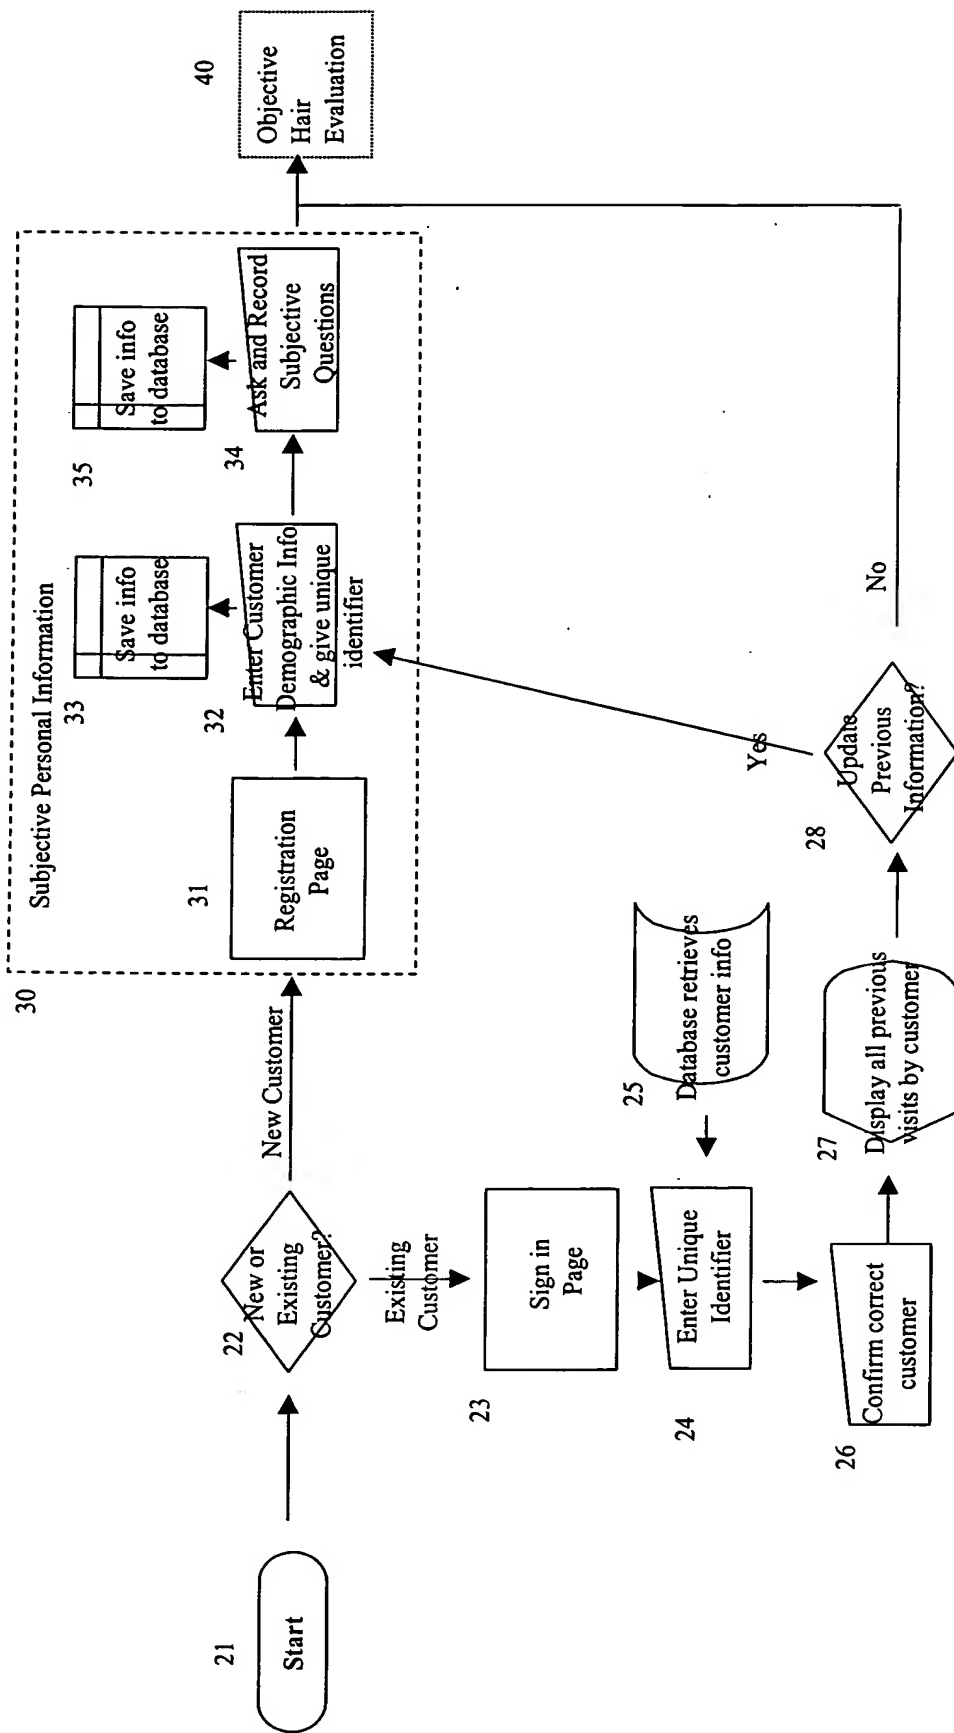 21
Start
22
New or
Existing
Customer?
New Customer
Existing
Customer
30
Subjective Personal Information
31
Registration
Page
32
Enter Customer
Demographic Info
& give unique
identifier
33
Save info
to database
34
Ask and Record
Subjective
Questions
35
Save info
to database
40
Objective
Hair
Evaluation
23
Sign in
Page
24
Enter Unique
Identifier
25
Database retrieves
customer info
26
Confirm correct
customer
27
Display all previous
visits by customer
28
Update
Previous
Information?
Yes
No